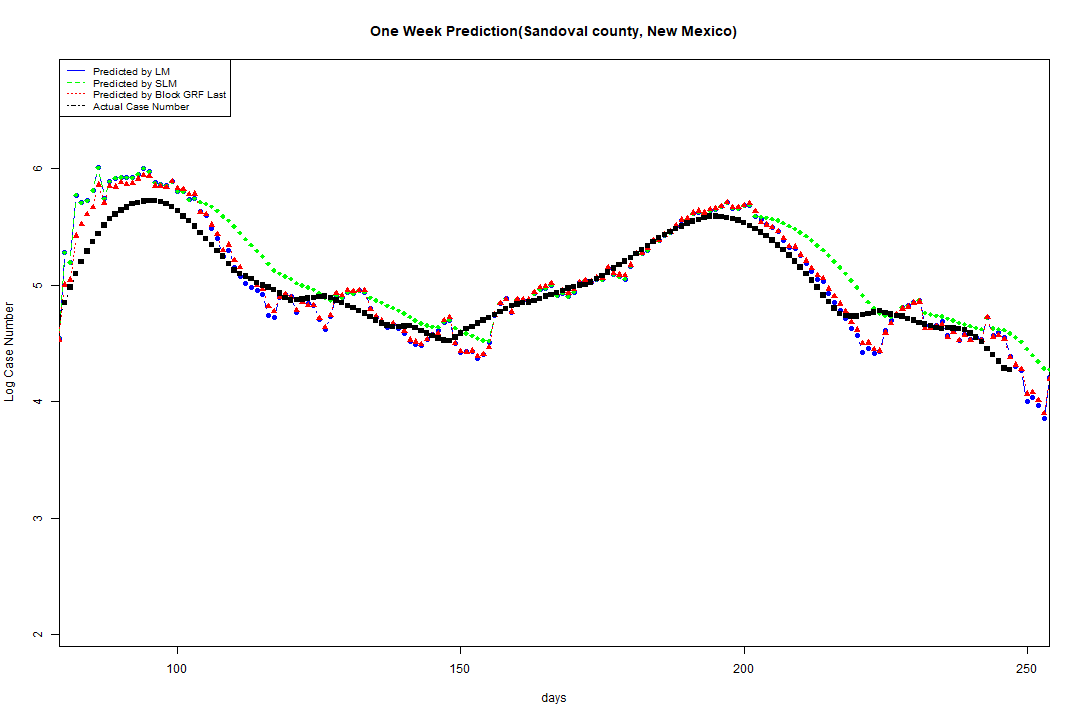 One Week Prediction(Sandoval county, New Mexico)
Predicted by LM
Predicted by SLM
Predicted by Block GRF Last
Actual Case Number
6
5
4
3
2
Log Case Number
100 150 200 250
days